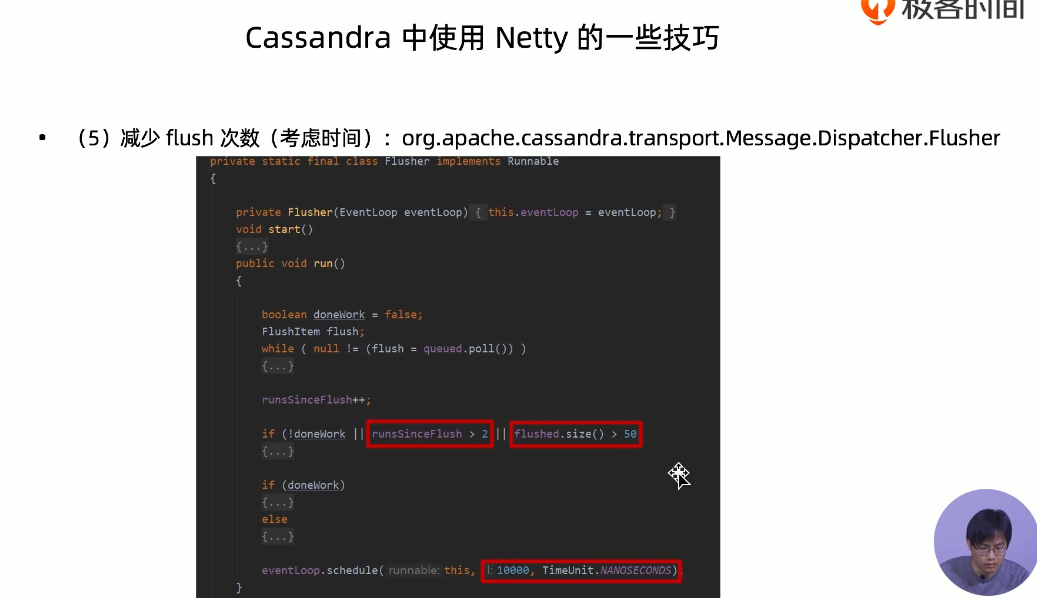 极客时间
Cassandra 中使用 Netty 的一些技巧
• （5）减少 flush 次数（考虑时间）：org.apache.cassandra.transport.Message.Dispatcher.Flusher
private static final class Flusher implements Runnable
{
private Flusher(EventLoop eventLoop) { this.eventLoop = eventLoop; }
void start()
{...}
public void run()
{
boolean doneWork = false;
FlushItem flush;
while ( null != (flush = queued.poll()) )
{...}
runsSinceFlush++;
if (!doneWork || runsSinceFlush > 2 || flushed.size() > 50
{...}
if (doneWork)
{...}
else
{...}
eventLoop.schedule( runnable: this, l: 10000, TimeUnit.NANOSECONDS)
}